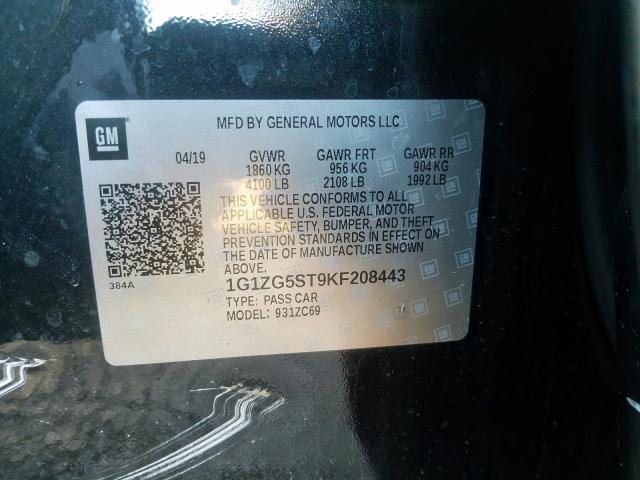 GM
MFD BY GENERAL MOTORS LLC
04/19 GVWR GAWR FRT GAWR RR
1860 KG 956 KG 904 KG
4100 LB 2108 LB 1992 LB
THIS VEHICLE CONFORMS TO ALL
APPLICABLE U.S. FEDERAL MOTOR
VEHICLE SAFETY, BUMPER, AND THEFT
PREVENTION STANDARDS IN EFFECT ON
THE DATE OF MANUFACTURE SHOWN
ABOVE.
384A
1G1ZG5ST9KF208443
TYPE: PASS CAR
MODEL: 931ZC69